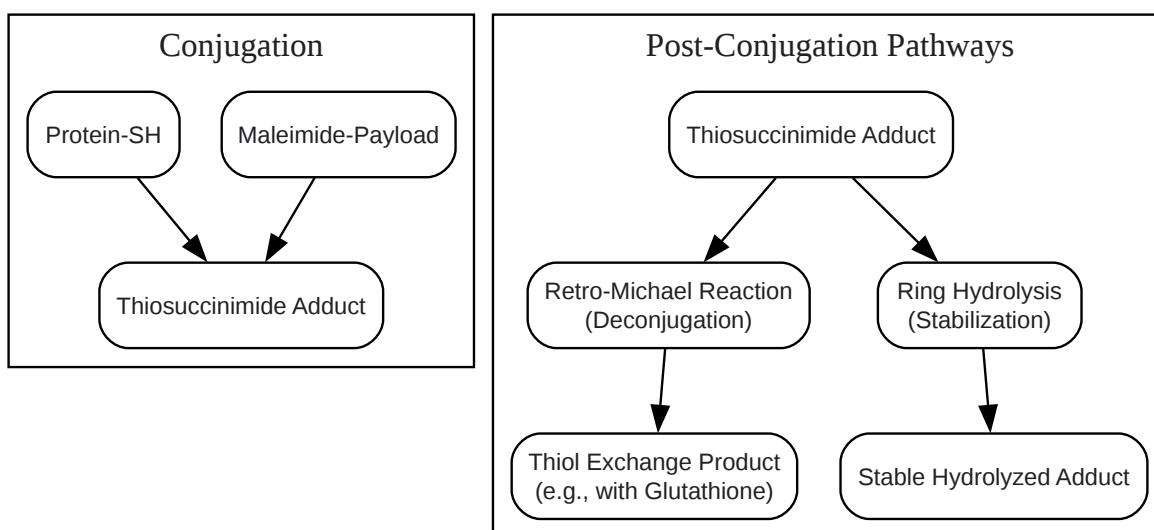 Conjugation
Protein-SH
Maleimide-Payload
Thiosuccinimide Adduct
Post-Conjugation Pathways
Thiosuccinimide Adduct
Retro-Michael Reaction
(Deconjugation)
Ring Hydrolysis
(Stabilization)
Thiol Exchange Product
(e.g., with Glutathione)
Stable Hydrolyzed Adduct